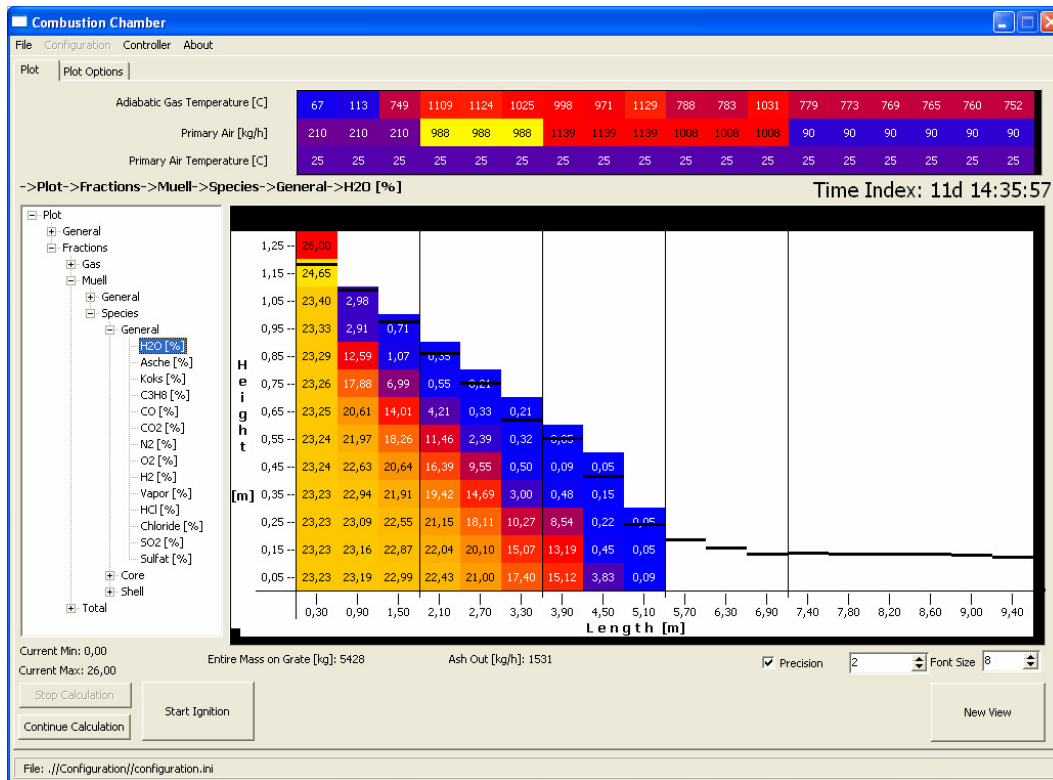 Combustion Chamber
File Configuration Controller About
Plot Plot Options
Adiabatic Gas Temperature [C] 67 113 749 1109 1124 1025 998 971 1129 788 783 1031 779 773 769 765 760 752
Primary Air [kg/h] 210 210 210 988 988 988 1139 1139 1139 1008 1008 1008 90 90 90 90 90 90
Primary Air Temperature [C] 25 25 25 25 25 25 25 25 25 25 25 25 25 25 25 25 25 25
->Plot->Fractions->Muell->Species->General->H2O [%] Time Index: 11d 14:35:57
Plot
General
Fractions
Gas
Muell
General
Species
General
H2O [%]
Asche [%]
Koks [%]
C3H8 [%]
CO [%]
CO2 [%]
N2 [%]
O2 [%]
H2 [%]
Vapor [%]
HCl [%]
Chloride [%]
SO2 [%]
Sulfat [%]
Core
Shell
Total
Height [m]
1,25 -- 26,00
1,15 -- 24,65
1,05 -- 23,40 2,98
0,95 -- 23,33 2,91 0,71
0,85 -- 23,29 12,59 1,07 0,35
0,75 -- 23,26 17,88 6,99 0,55 0,21
0,65 -- 23,25 20,61 14,01 4,21 0,33 0,21
0,55 -- 23,24 21,97 18,26 11,46 2,39 0,32 0,05
0,45 -- 23,24 22,63 20,64 16,39 9,55 0,50 0,09 0,05
0,35 -- 23,23 22,94 21,91 19,42 14,69 3,00 0,48 0,15
0,25 -- 23,23 23,09 22,55 21,15 18,11 10,27 8,54 0,22 0,05
0,15 -- 23,23 23,16 22,87 22,04 20,10 15,07 13,19 0,45 0,05
0,05 -- 23,23 23,19 22,99 22,43 21,00 17,40 15,12 3,83 0,09
0,30 0,90 1,50 2,10 2,70 3,30 3,90 4,50 5,10 5,70 6,30 6,90 7,40 7,80 8,20 8,60 9,00 9,40
Length [m]
Current Min: 0,00
Current Max: 26,00
Entire Mass on Grate [kg]: 5428 Ash Out [kg/h]: 1531 Precision 2 Font Size 8
Stop Calculation
Continue Calculation
Start Ignition
New View
File: .//Configuration//configuration.ini